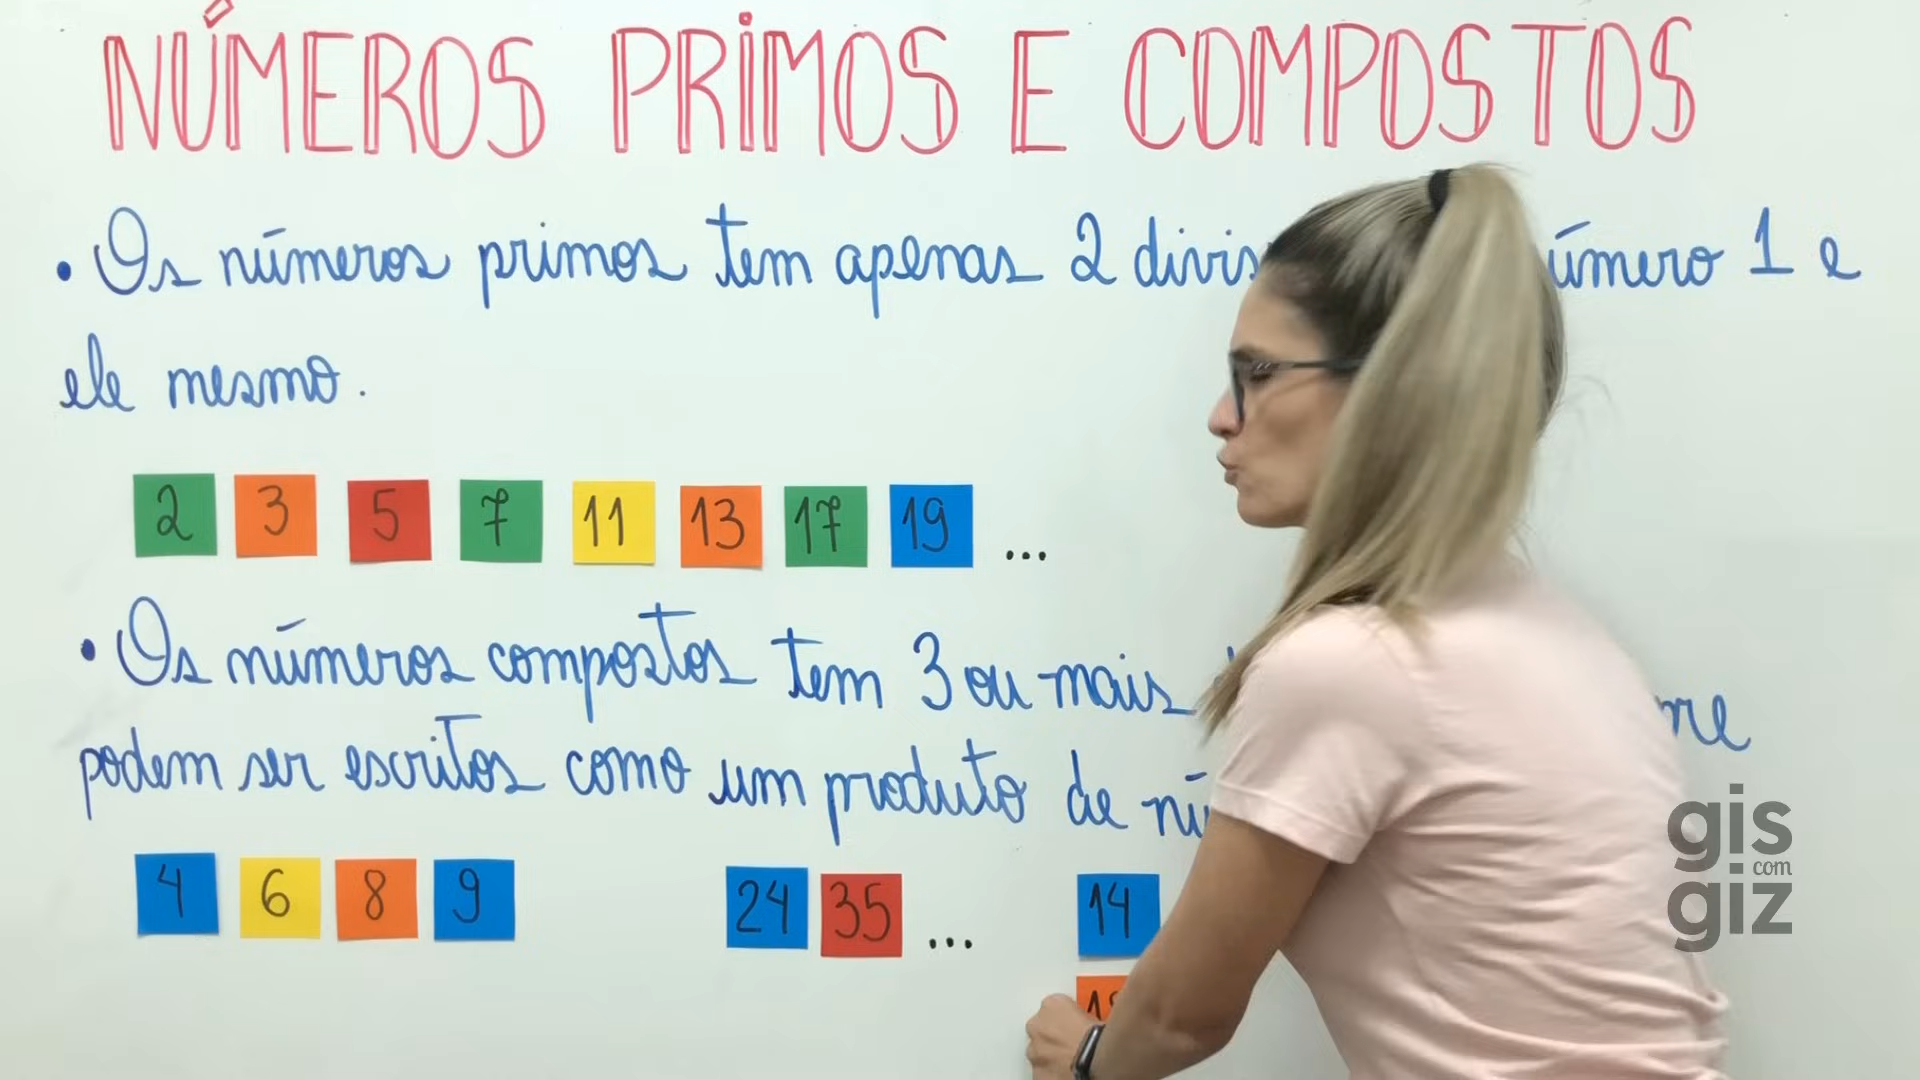 NÚMEROS PRIMOS E COMPOSTOS
• Os números primos tem apenas 2 número 1 e
ele mesmo.
2 3 5 7 11 13 17 19 ...
• Os números compostos tem 3 ou mais
podem ser escritos como um produto de
4 6 8 9 24 35 ... 14
gis
com
giz